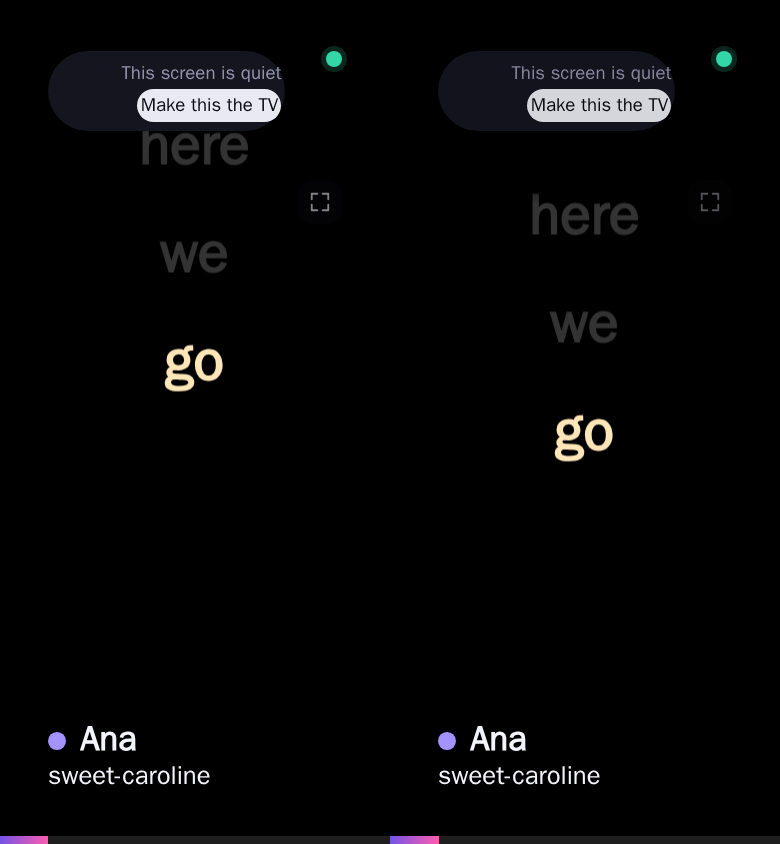 This screen is quiet
Make this the TV
here
we
go
Ana
sweet-caroline
This screen is quiet
Make this the TV
here
we
go
Ana
sweet-caroline